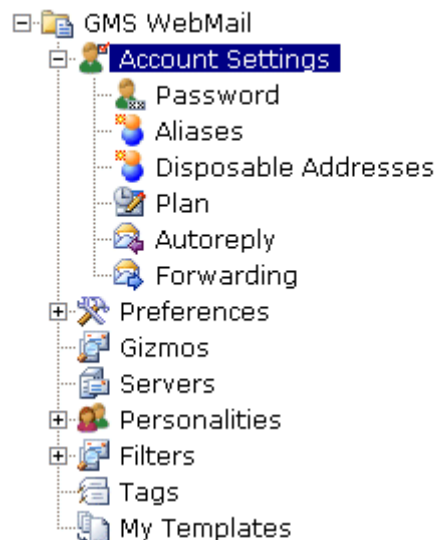 GMS WebMail
Account Settings
Password
Aliases
Disposable Addresses
Plan
Autoreply
Forwarding
Preferences
Gizmos
Servers
Personalities
Filters
Tags
My Templates